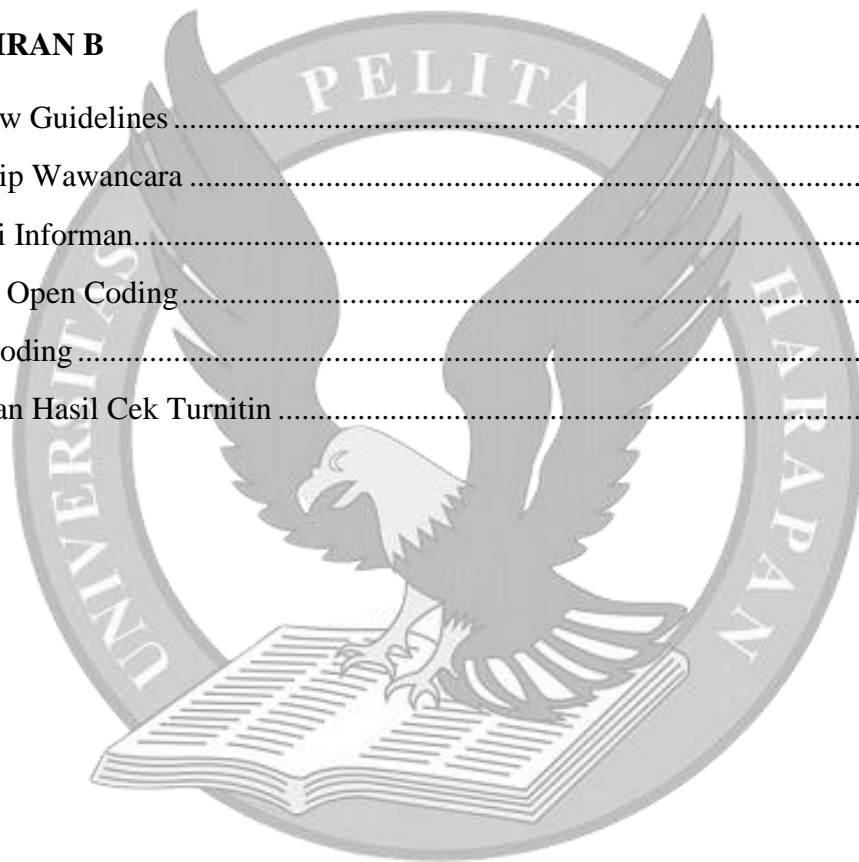 IRAN B
w Guidelines ........................................................................................
ip Wawancara ......................................................................................
i Informan.............................................................................................
Open Coding........................................................................................
oding ....................................................................................................
an Hasil Cek Turnitin ..........................................................................
UNIVERSITAS PELITA HARAPAN